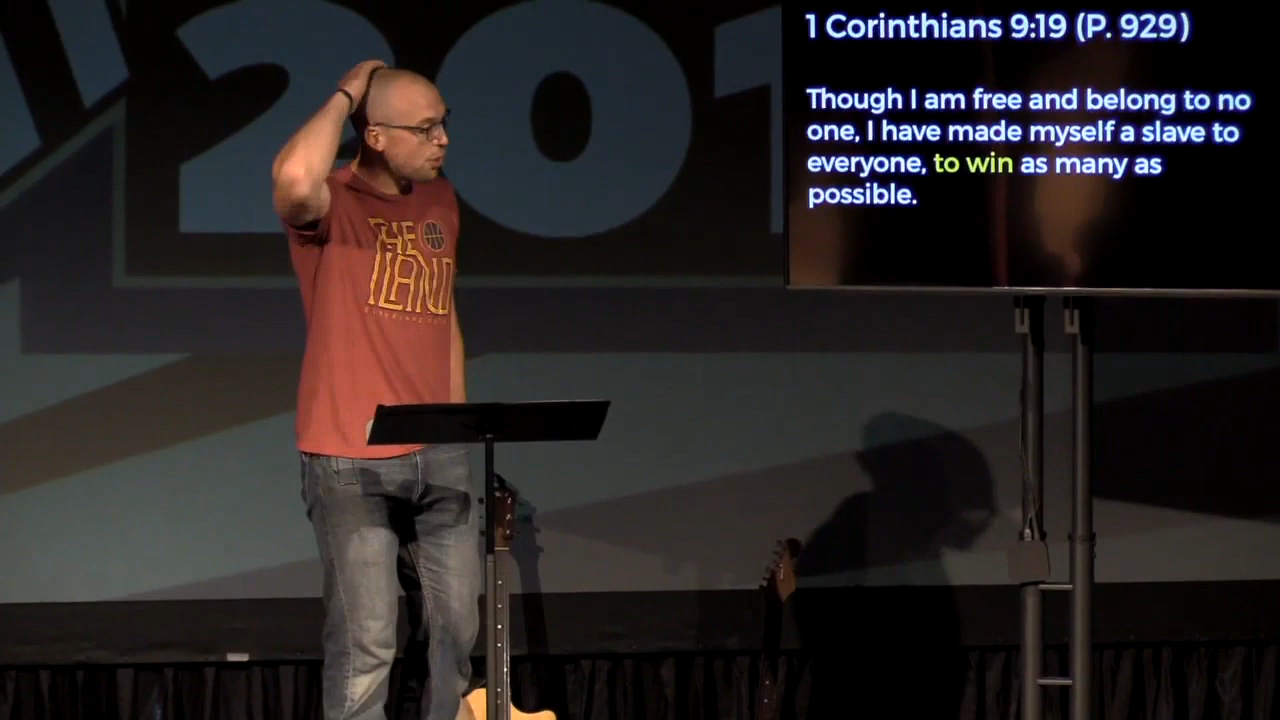 201
1 Corinthians 9:19 (P. 929)
Though I am free and belong to no
one, I have made myself a slave to
everyone, to win as many as
possible.
THE
LAND